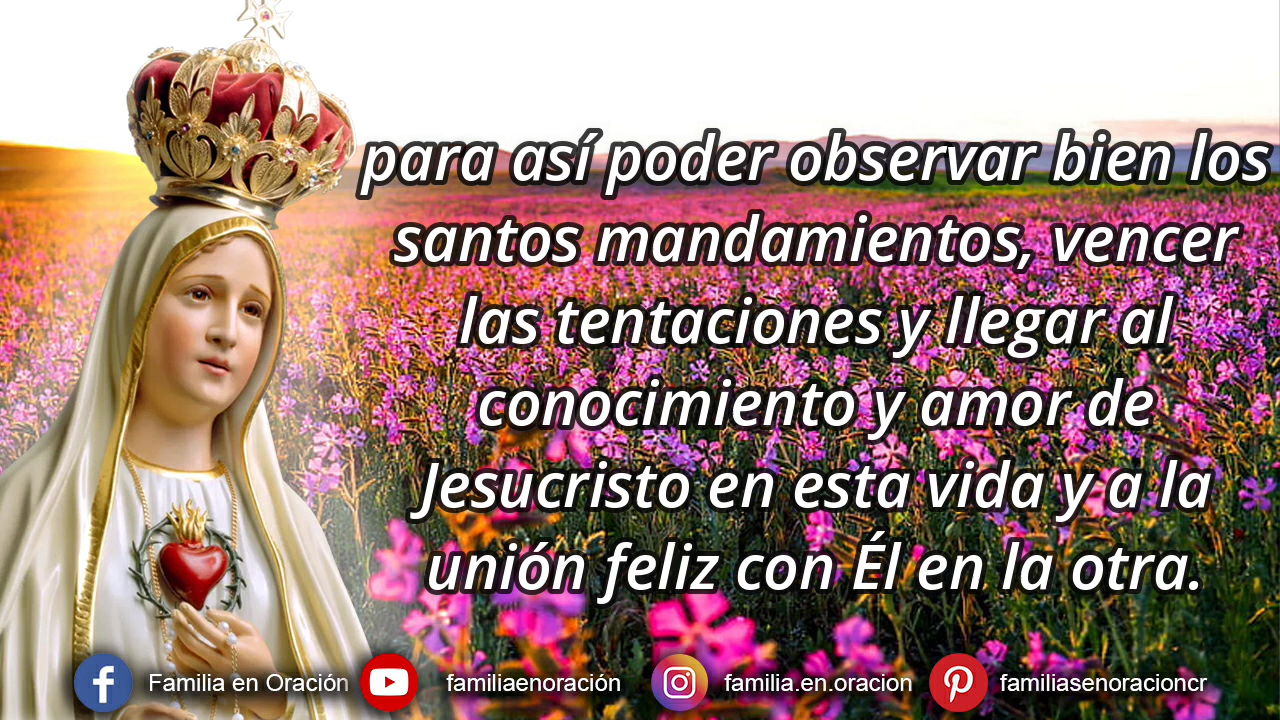 para así poder observar bien los
santos mandamientos, vencer
las tentaciones y llegar al
conocimiento y amor de
Jesucristo en esta vida y a la
unión feliz con Él en la otra.
Familia en Oración familiaenoración familia.en.oracion familiasenoracioncr